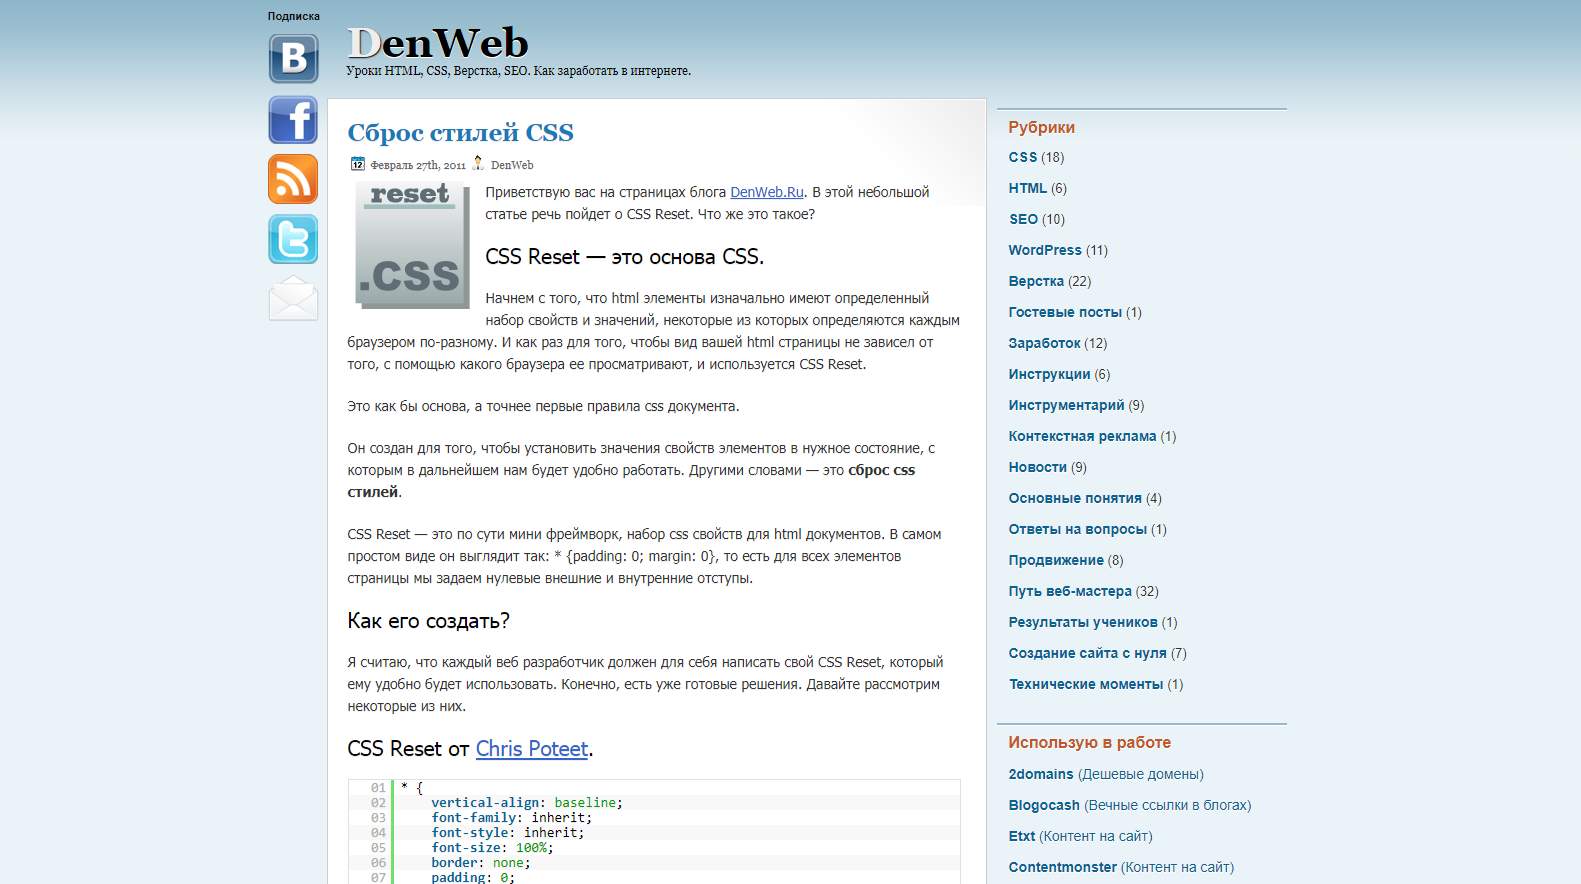 Подписка
B
f
t
DenWeb
Уроки HTML, CSS, Верстка, SEO. Как заработать в интернете.
Сброс стилей CSS
12 Февраль 27th, 2011 DenWeb
reset
.css
Приветствую вас на страницах блога DenWeb.Ru. В этой небольшой
статье речь пойдет о CSS Reset. Что же это такое?
CSS Reset — это основа CSS.
Начнем с того, что html элементы изначально имеют определенный
набор свойств и значений, некоторые из которых определяются каждым
браузером по-разному. И как раз для того, чтобы вид вашей html страницы не зависел от
того, с помощью какого браузера ее просматривают, и используется CSS Reset.
Это как бы основа, а точнее первые правила css документа.
Он создан для того, чтобы установить значения свойств элементов в нужное состояние, с
которым в дальнейшем нам будет удобно работать. Другими словами — это сброс css
стилей.
CSS Reset — это по сути мини фреймворк, набор css свойств для html документов. В самом
простом виде он выглядит так: * {padding: 0; margin: 0}, то есть для всех элементов
страницы мы задаем нулевые внешние и внутренние отступы.
Как его создать?
Я считаю, что каждый веб разработчик должен для себя написать свой CSS Reset, который
ему удобно будет использовать. Конечно, есть уже готовые решения. Давайте рассмотрим
некоторые из них.
CSS Reset от Chris Poteet.
01 * {
02 vertical-align: baseline;
03 font-family: inherit;
04 font-style: inherit;
05 font-size: 100%;
06 border: none;
07 padding: 0;
Рубрики
CSS (18)
HTML (6)
SEO (10)
WordPress (11)
Верстка (22)
Гостевые посты (1)
Заработок (12)
Инструкции (6)
Инструментарий (9)
Контекстная реклама (1)
Новости (9)
Основные понятия (4)
Ответы на вопросы (1)
Продвижение (8)
Путь веб-мастера (32)
Результаты учеников (1)
Создание сайта с нуля (7)
Технические моменты (1)
Использую в работе
2domains (Дешевые домены)
Blogocash (Вечные ссылки в блогах)
Etxt (Контент на сайт)
Contentmonster (Контент на сайт)